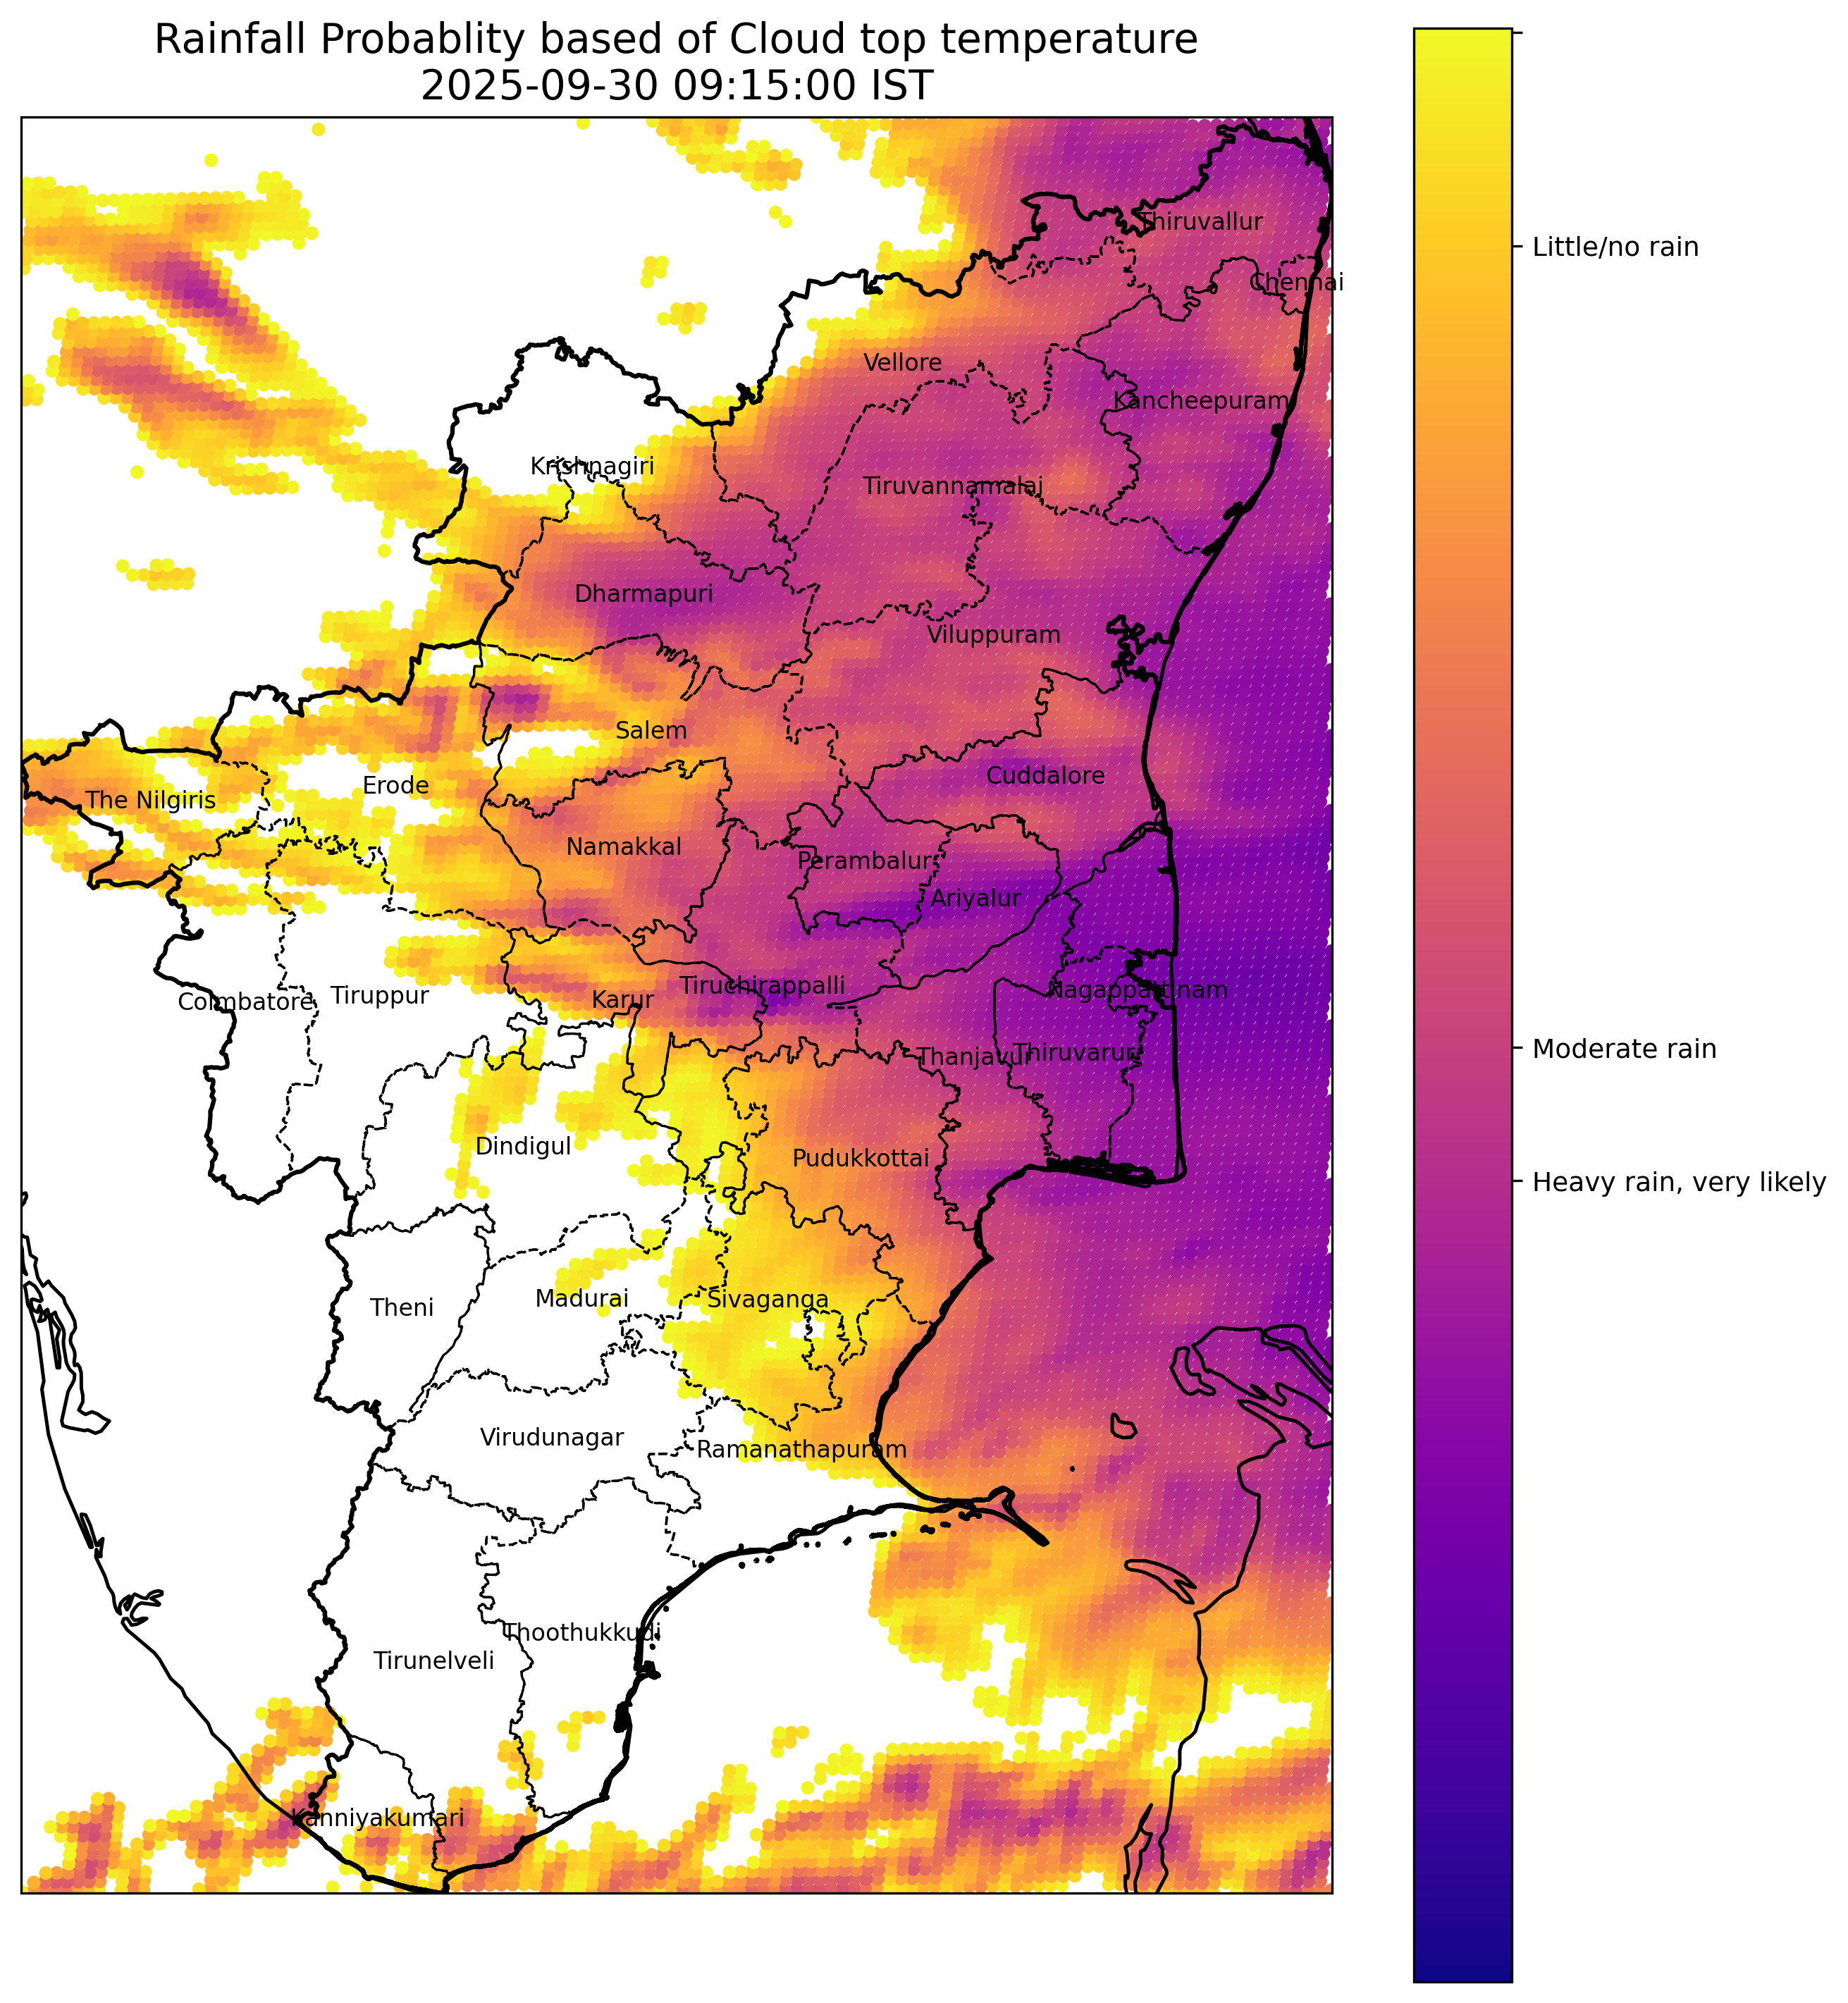 Rainfall Probablity based of Cloud top temperature
2025-09-30 09:15:00 IST
Thiruvallur
Little/no rain
Chennai
Vellore
Kancheepuram
Krishnagiri
Tiruvannamalai
Dharmapuri
Viluppuram
Salem
Cuddalore
Erode
The Nilgiris
Namakkal
Perambalur
Ariyalur
Tiruchirappalli
Nagappattinam
Tiruppur
Karur
Coimbatore
Moderate rain
Thiruvarur
Thanjavur
Dindigul
Pudukkottai
Heavy rain, very likely
Madurai
Sivaganga
Theni
Virudunagar
Ramanathapuram
Thoothukkudi
Tirunelveli
Kanniyakumari